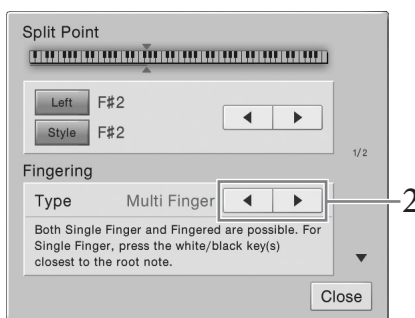 Split Point
Left F#2
Style F#2
1/2
Fingering
Type Multi Finger
2
Both Single Finger and Fingered are possible. For
Single Finger, press the white/black key(s)
closest to the root note.
Close